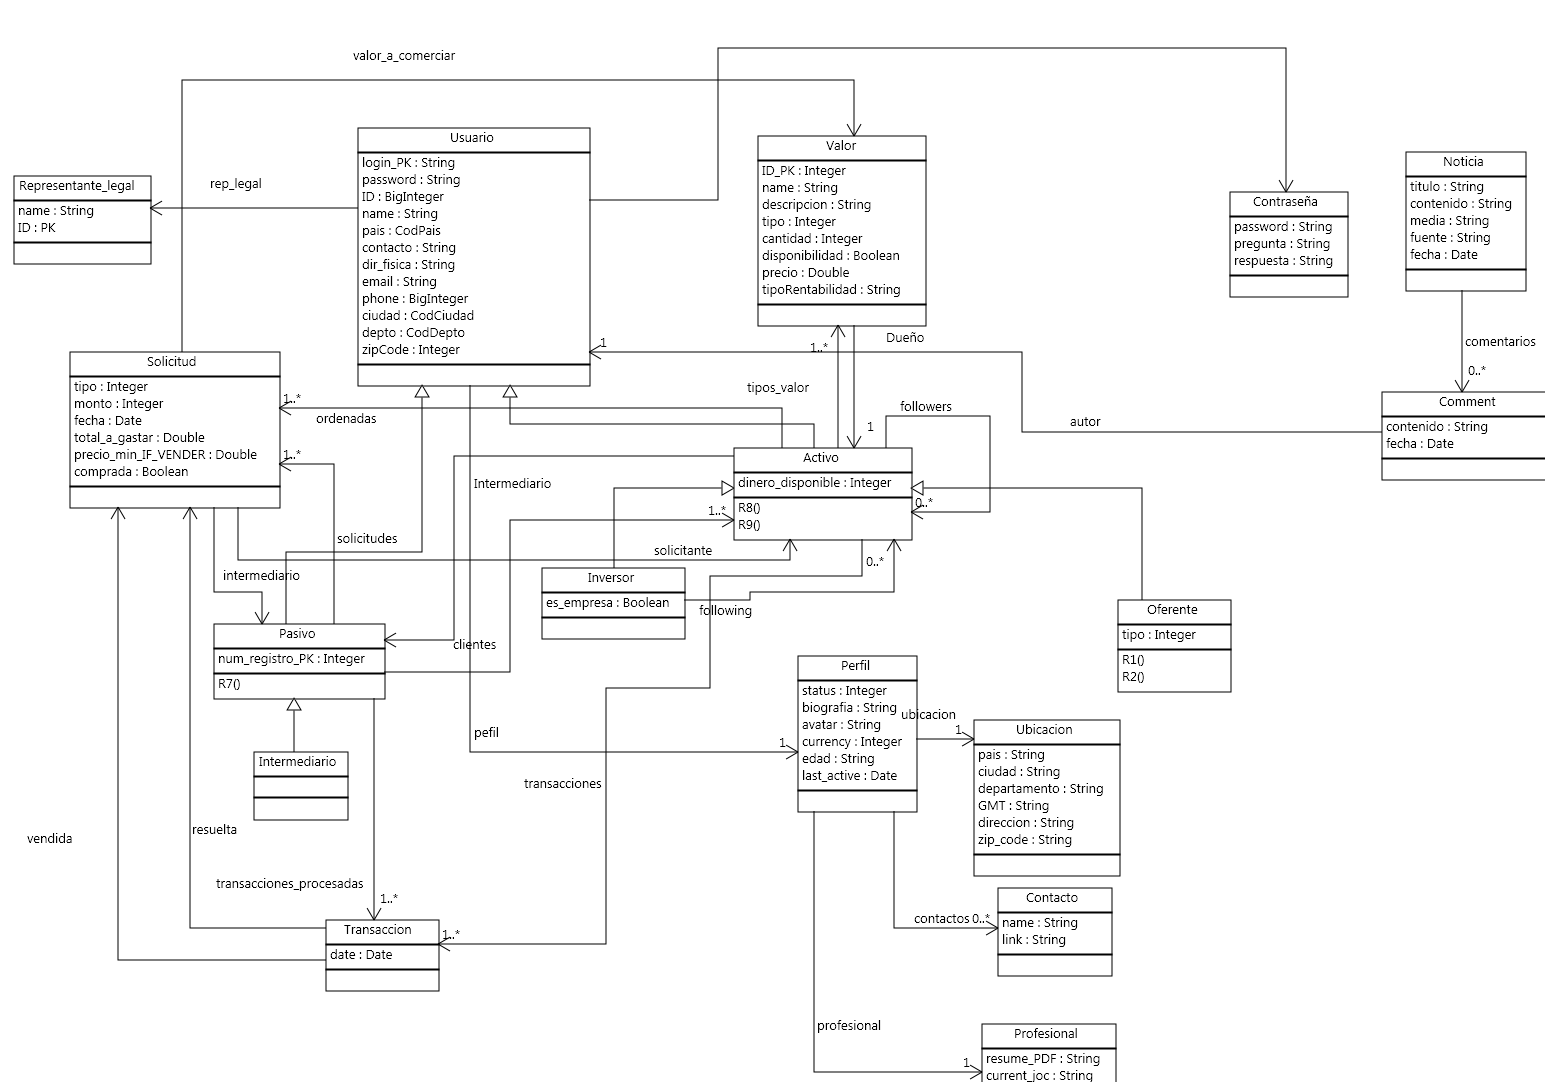 valor_a_comerciar
Representante_legal
name : String
ID : PK
rep_legal
Usuario
login_PK : String
password : String
ID : BigInteger
name : String
pais : CodPais
contacto : String
dir_fisica : String
email : String
phone : BigInteger
ciudad : CodCiudad
depto : CodDepto
zipCode : Integer
Valor
ID_PK : Integer
name : String
descripcion : String
tipo : Integer
cantidad : Integer
disponibilidad : Boolean
precio : Double
tipoRentabilidad : String
Contraseña
password : String
pregunta : String
respuesta : String
Noticia
titulo : String
contenido : String
media : String
fuente : String
fecha : Date
comentarios
0..*
Comment
contenido : String
fecha : Date
autor
1
Solicitud
tipo : Integer
monto : Integer
fecha : Date
total_a_gastar : Double
precio_min_IF_VENDER : Double
comprada : Boolean
1..*
ordenadas
1..*
solicitudes
1..*
Dueño
tipos_valor
1
followers
0..*
Activo
dinero_disponible : Integer
R8()
R9()
Intermediario
1..*
solicitante
0..*
intermediario
Inversor
es_empresa : Boolean
following
Oferente
tipo : Integer
R1()
R2()
Pasivo
num_registro_PK : Integer
R7()
clientes
Intermediario
pefil
1
Perfil
status : Integer
biografia : String
avatar : String
currency : Integer
edad : String
last_active : Date
ubicacion
1
Ubicacion
pais : String
ciudad : String
departamento : String
GMT : String
direccion : String
zip_code : String
transacciones
vendida
resuelta
transacciones_procesadas
1..*
Transaccion
date : Date
1..*
contactos 0..*
Contacto
name : String
link : String
profesional
1
Profesional
resume_PDF : String
current_joc : String